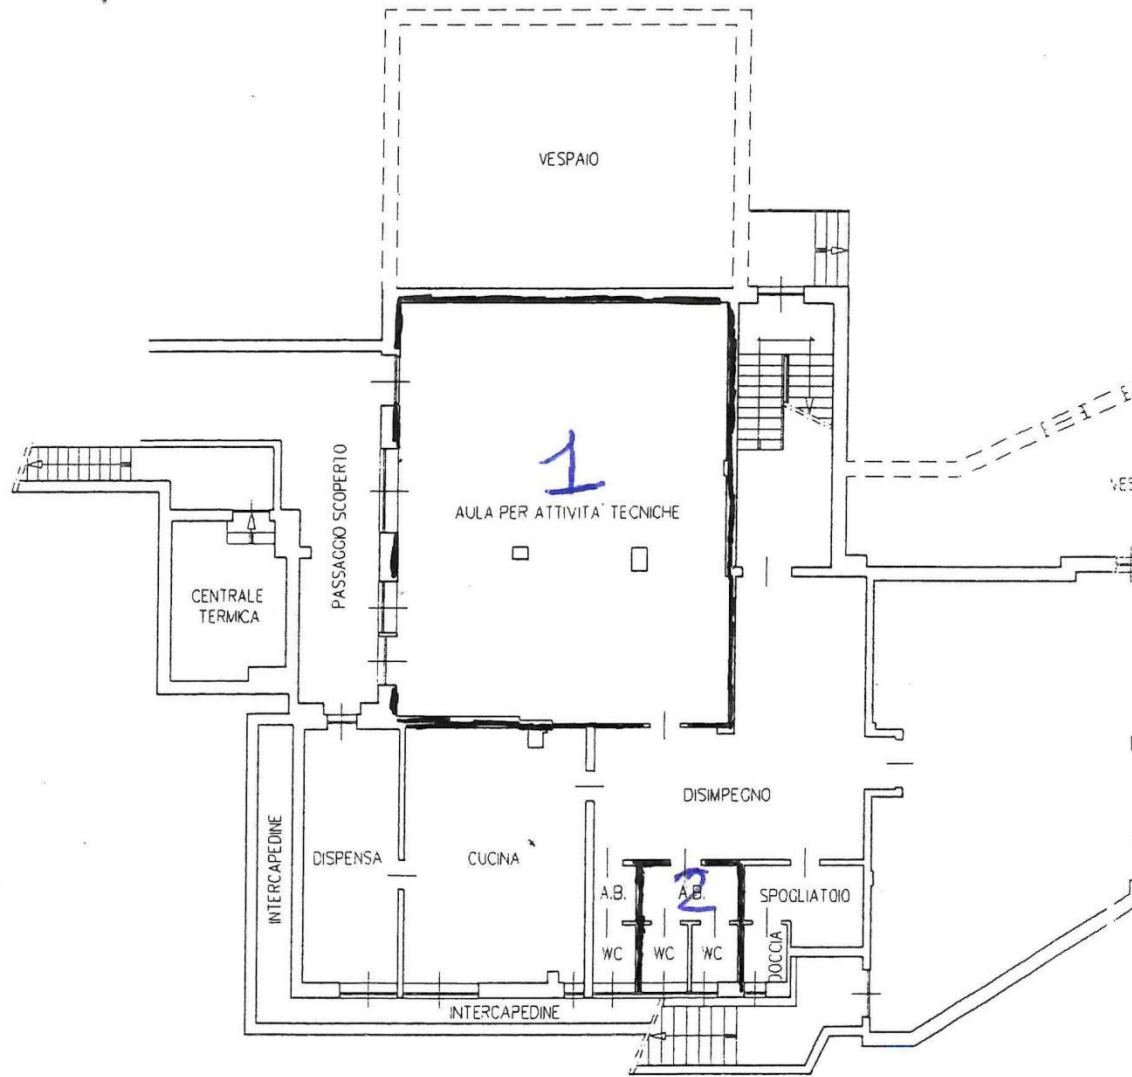 VESPAIO
1
AULA PER ATTIVITA' TECNICHE
PASSAGGIO SCOPERTO
VES
CENTRALE
TERMICA
DISIMPEGNO
INTERCAPEDINE
DISPENSA
CUCINA
A.B.
A.B.
2
SPOGLIATOIO
WC
WC
WC
DOCCIA
INTERCAPEDINE